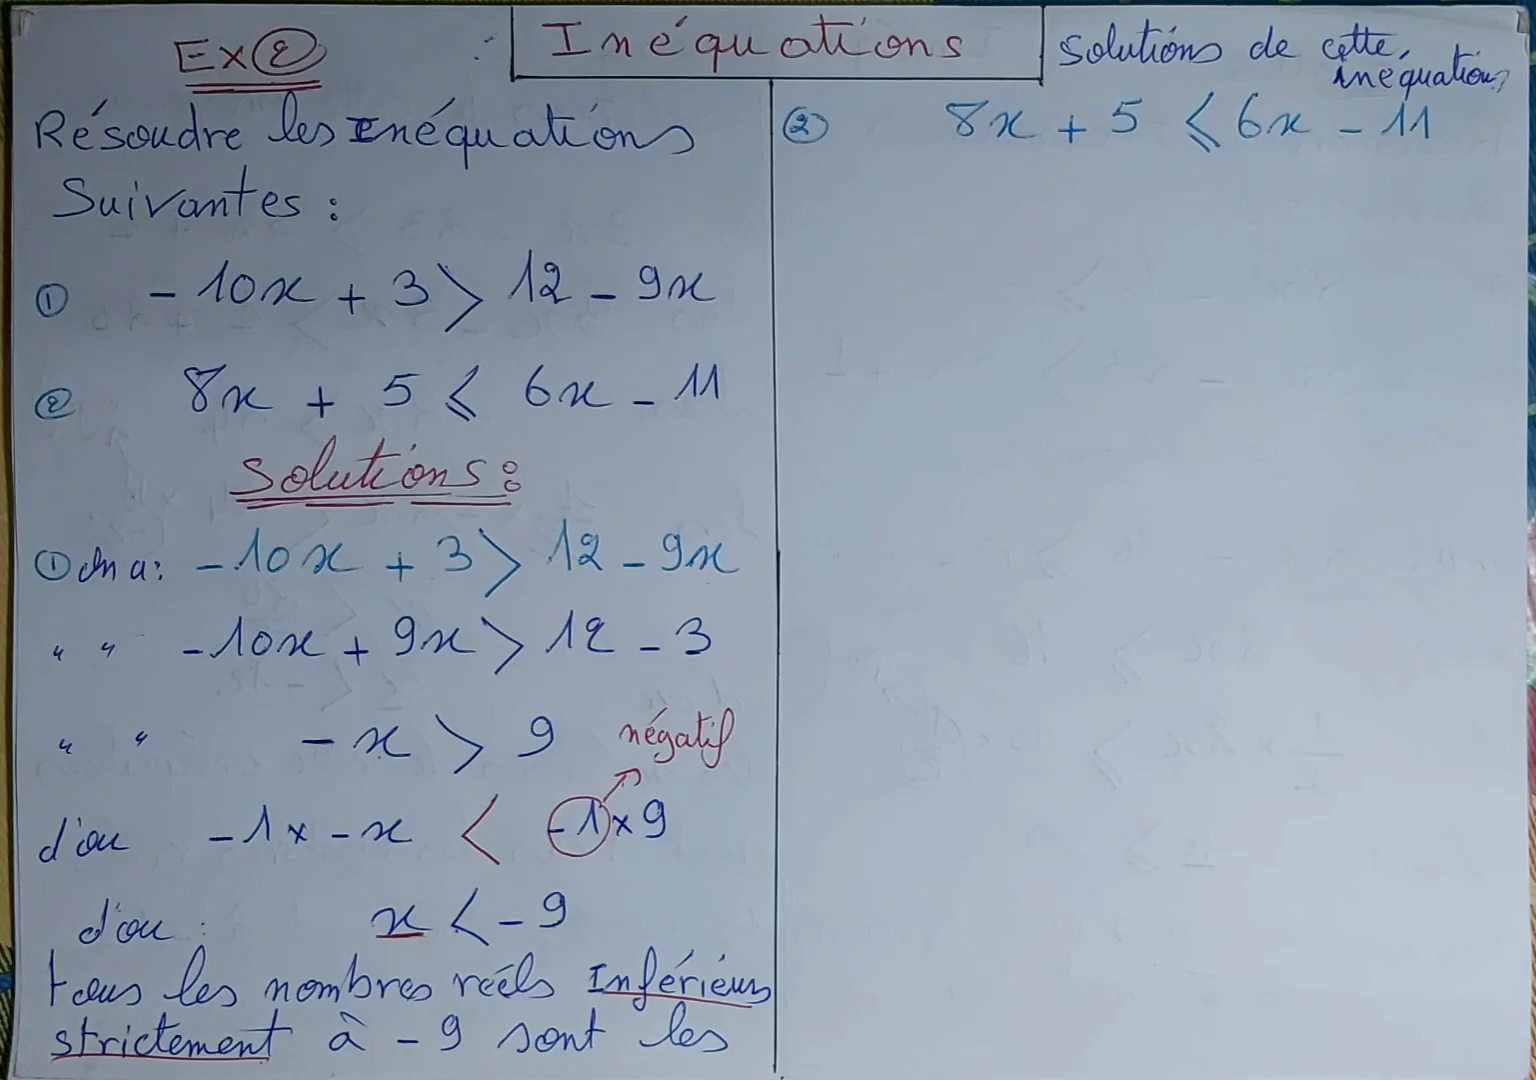 Ex②
Inéquations
Résoudre les Inéquations
Suivantes :
① - 10x + 3 > 12 - 9x
② 8x + 5 ⩽ 6x - 11
Solutions :
① On a : - 10x + 3 > 12 - 9x
" " - 10x + 9x > 12 - 3
" " - x > 9 négatif
d'ou - 1 x - x < - 1 x 9
d'ou : x < - 9
tous les nombres réels Inférieurs
strictement à - 9 sont les
solutions de cette,
inéquation,
② 8x + 5 ⩽ 6x - 11